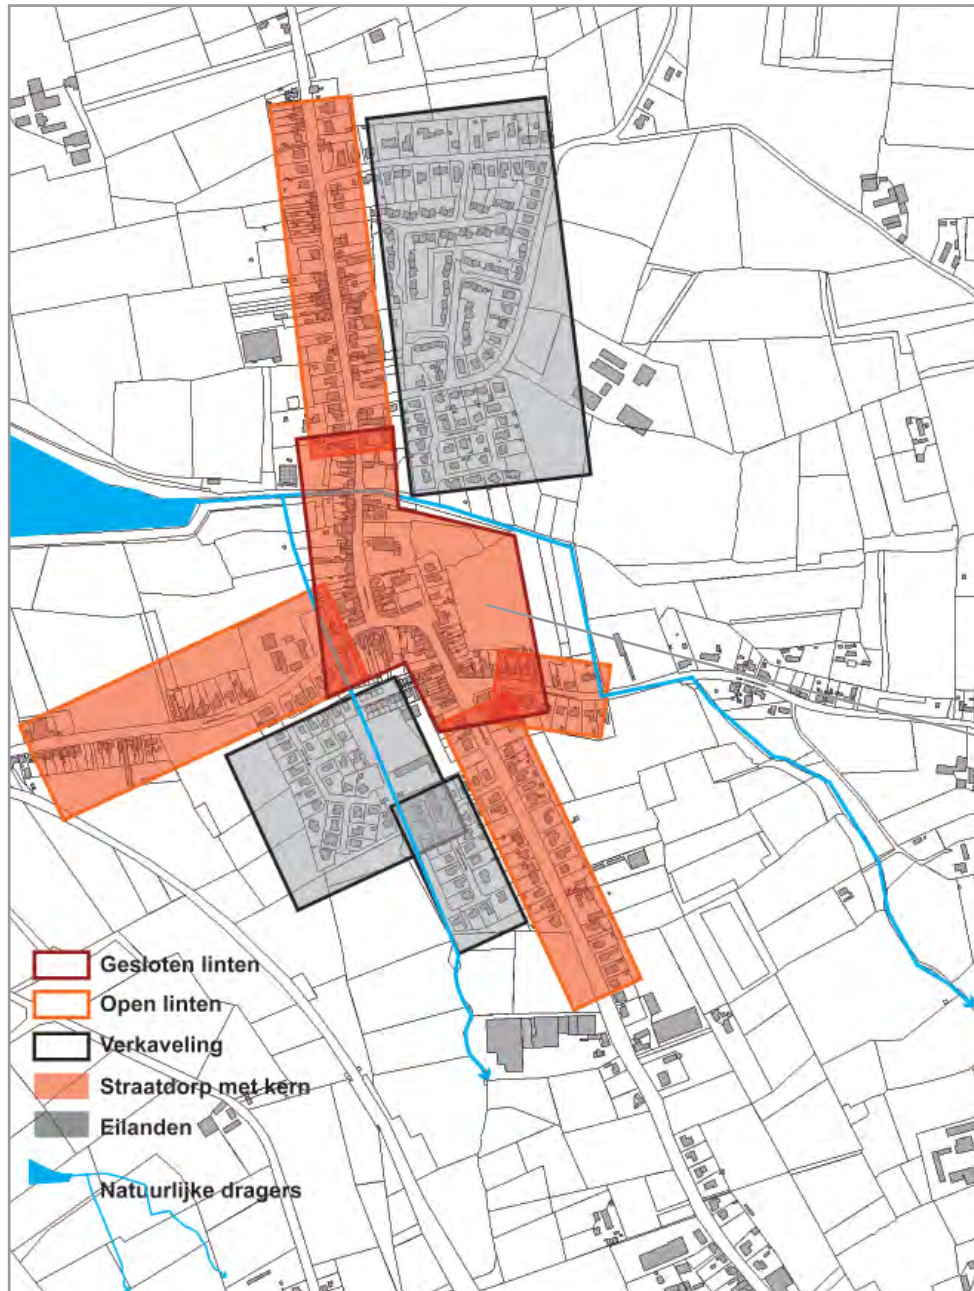 Gesloten linten
Open linten
Verkaveling
Straatdorp met kern
Eilanden
Natuurlijke dragers